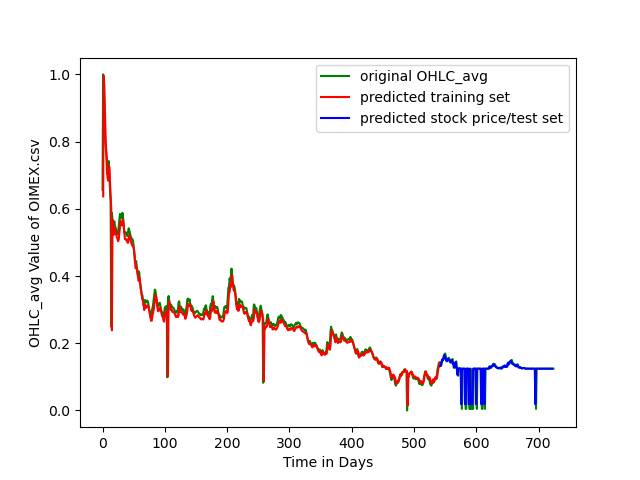 original OHLC_avg
predicted training set
predicted stock price/test set
OHLC_avg Value of OIMEX.csv
1.0
0.8
0.6
0.4
0.2
0.0
0 100 200 300 400 500 600 700
Time in Days